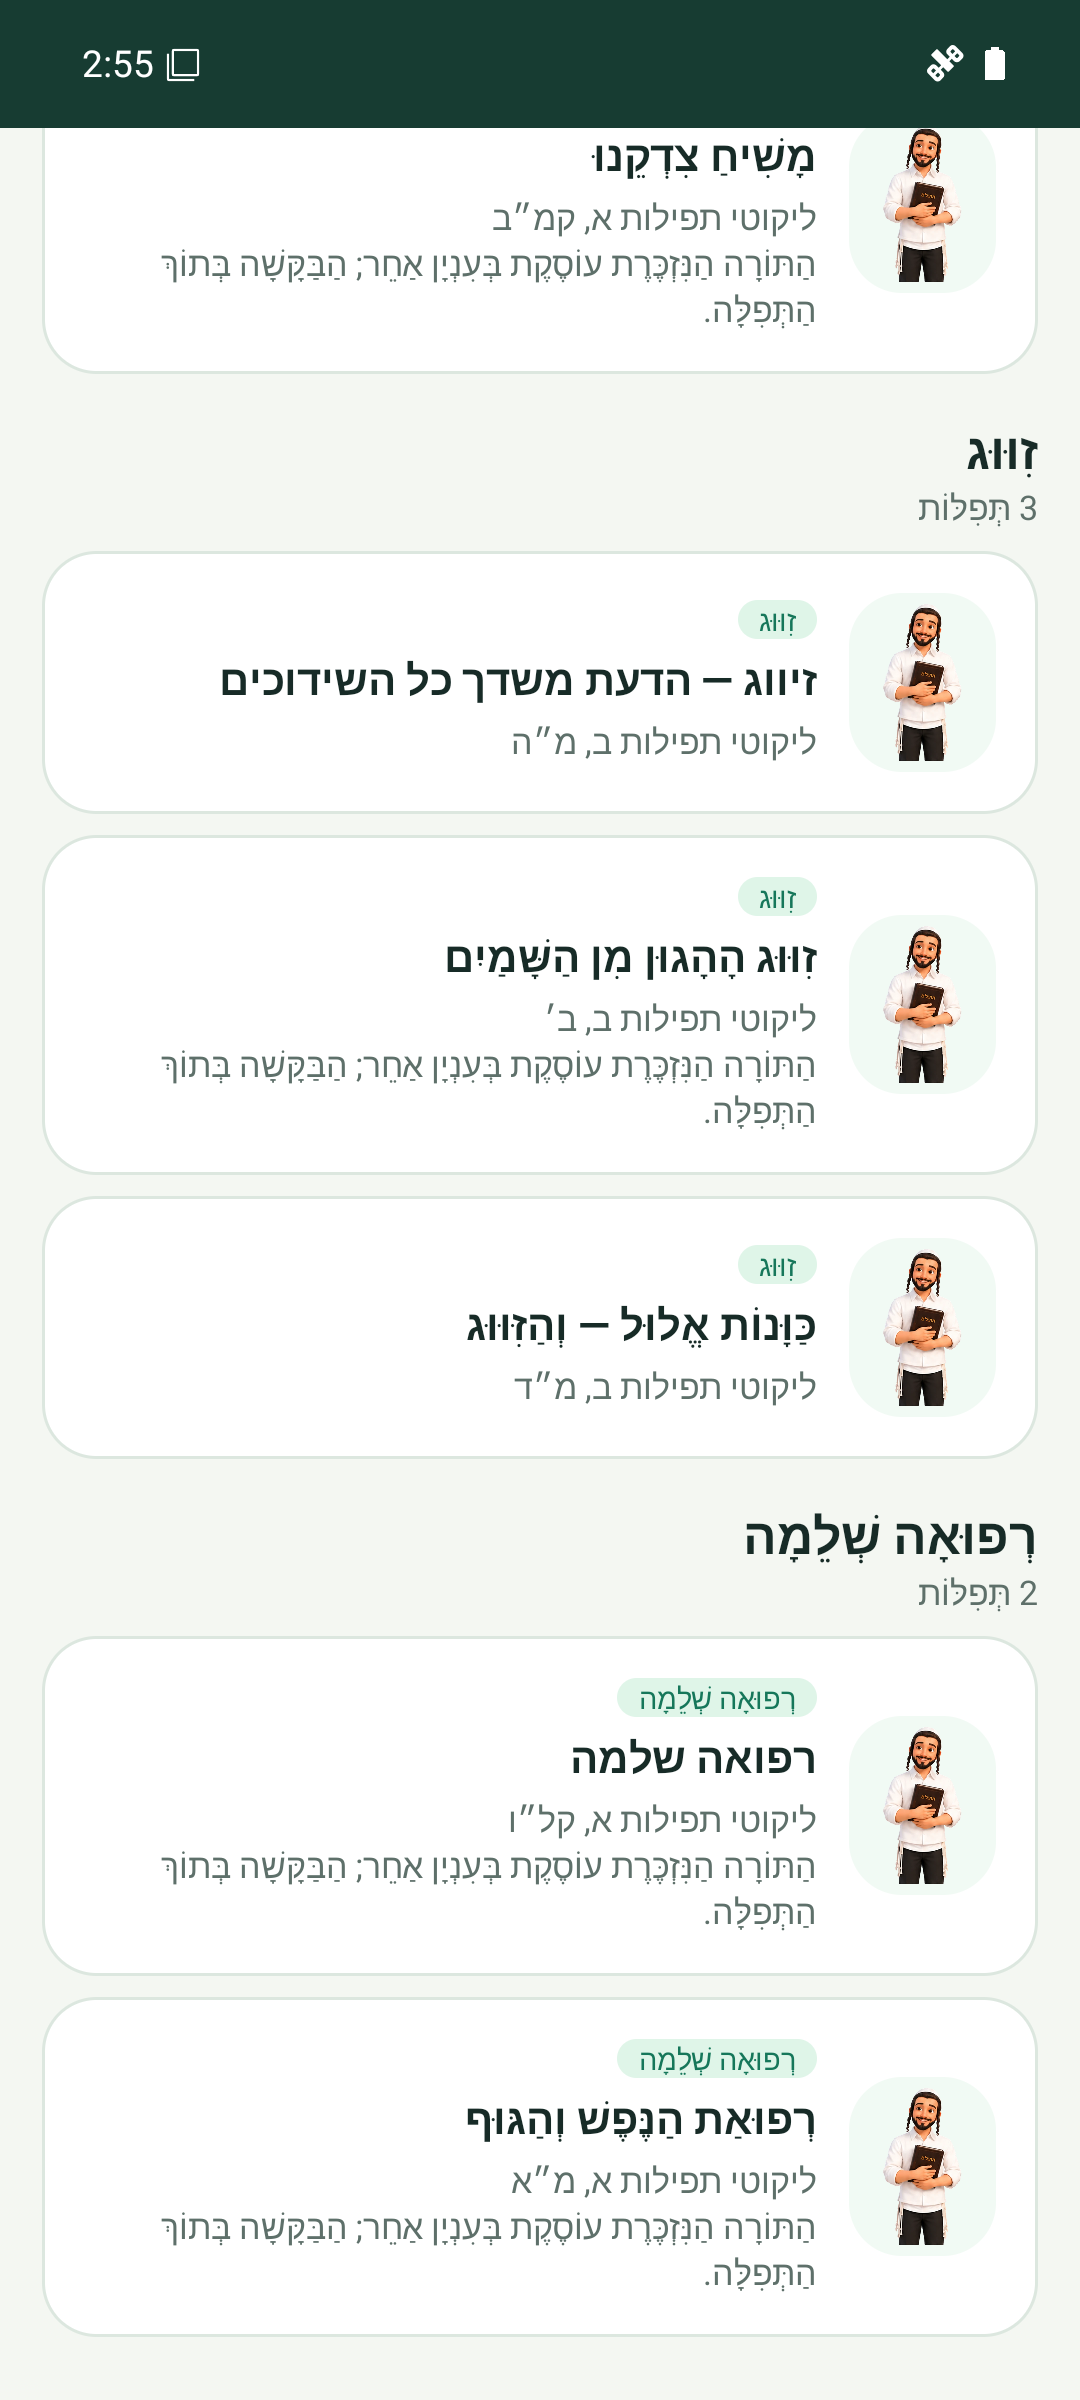 2:55
מָשִׁיחַ צִדְקֵנוּ
ליקוטי תפילות א, קמ״ב
הַתּוֹרָה הַנִּזְכֶּרֶת עוֹסֶקֶת בְּעִנְיָן אַחֵר; הַבַּקָּשָׁה בְּתוֹךְ
הַתְּפִלָּה.
זִוּוּג
3 תְּפִלּוֹת
זִוּוּג
זיווג – הדעת משדך כל השידוכים
ליקוטי תפילות ב, מ״ה
זִוּוּג
זִוּוּג הָהָגוּן מִן הַשָּׁמַיִם
ליקוטי תפילות ב, ב׳
הַתּוֹרָה הַנִּזְכֶּרֶת עוֹסֶקֶת בְּעִנְיָן אַחֵר; הַבַּקָּשָׁה בְּתוֹךְ
הַתְּפִלָּה.
זִוּוּג
כַּוָּנוֹת אֱלוּל – וְהַזִּוּוּג
ליקוטי תפילות ב, מ״ד
רְפוּאָה שְׁלֵמָה
2 תְּפִלּוֹת
רְפוּאָה שְׁלֵמָה
רפואה שלמה
ליקוטי תפילות א, קל״ו
הַתּוֹרָה הַנִּזְכֶּרֶת עוֹסֶקֶת בְּעִנְיָן אַחֵר; הַבַּקָּשָׁה בְּתוֹךְ
הַתְּפִלָּה.
רְפוּאָה שְׁלֵמָה
רְפוּאַת הַנֶּפֶשׁ וְהַגּוּף
ליקוטי תפילות א, מ״א
הַתּוֹרָה הַנִּזְכֶּרֶת עוֹסֶקֶת בְּעִנְיָן אַחֵר; הַבַּקָּשָׁה בְּתוֹךְ
הַתְּפִלָּה.